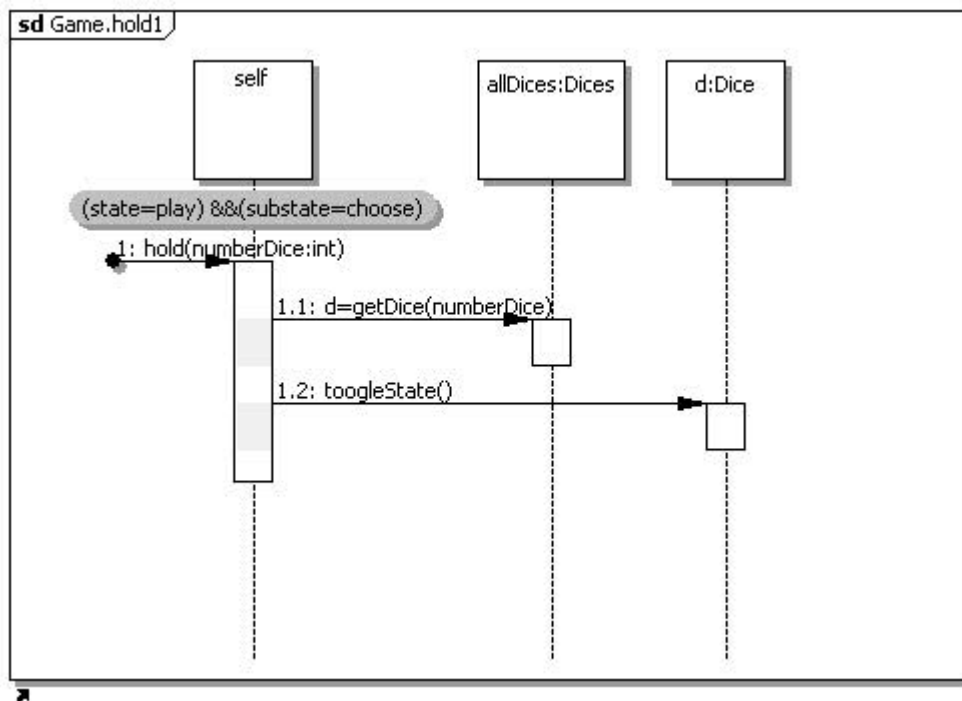 sd Game.hold1
self
allDices:Dices
d:Dice
(state=play) &&(substate=choose)
1: hold(numberDice:int)
1.1: d=getDice(numberDice)
1.2: toogleState()